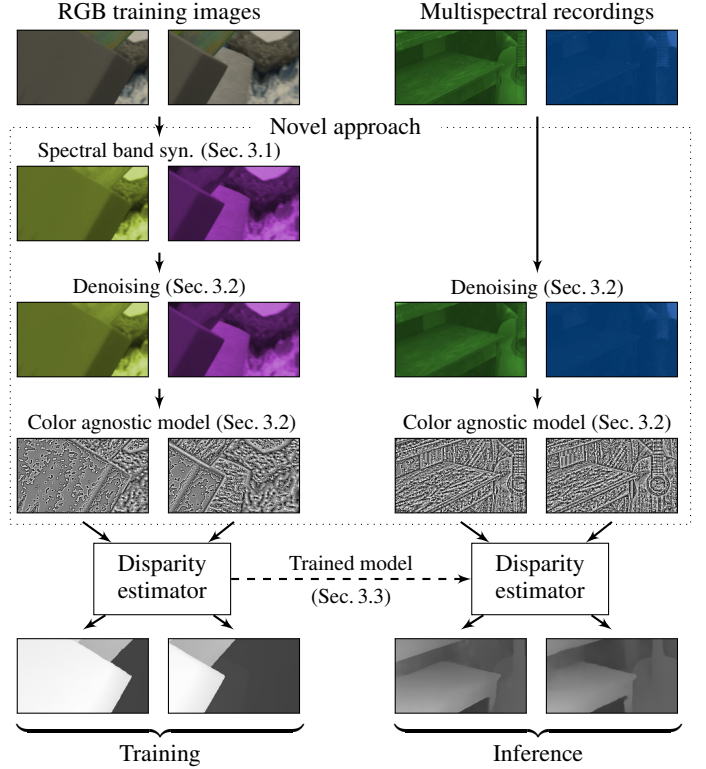 RGB training images
Multispectral recordings
Novel approach
Spectral band syn. (Sec. 3.1)
Denoising (Sec. 3.2)
Denoising (Sec. 3.2)
Color agnostic model (Sec. 3.2)
Color agnostic model (Sec. 3.2)
Disparity
estimator
Trained model
(Sec. 3.3)
Disparity
estimator
Training
Inference